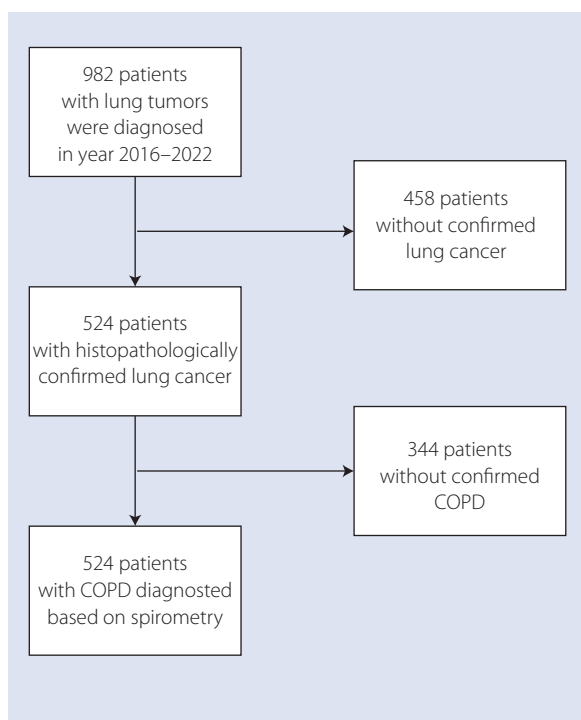 982 patients
with lung tumors
were diagnosed
in year 2016–2022
458 patients
without confirmed
lung cancer
524 patients
with histopathologically
confirmed lung cancer
344 patients
without confirmed
COPD
524 patients
with COPD diagnosted
based on spirometry